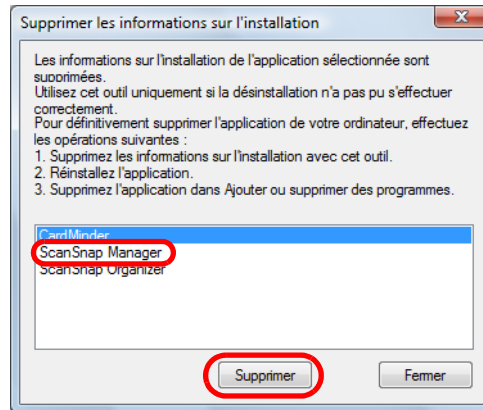 Supprimer les informations sur l'installation
Les informations sur l'installation de l'application sélectionnée sont
supprimées.
Utilisez cet outil uniquement si la désinstallation n'a pas pu s'effectuer
correctement.
Pour définitivement supprimer l'application de votre ordinateur, effectuez
les opérations suivantes :
1. Supprimez les informations sur l'installation avec cet outil.
2. Réinstallez l'application.
3. Supprimez l'application dans Ajouter ou supprimer des programmes.
CardMinder
ScanSnap Manager
ScanSnap Organizer
Supprimer Fermer